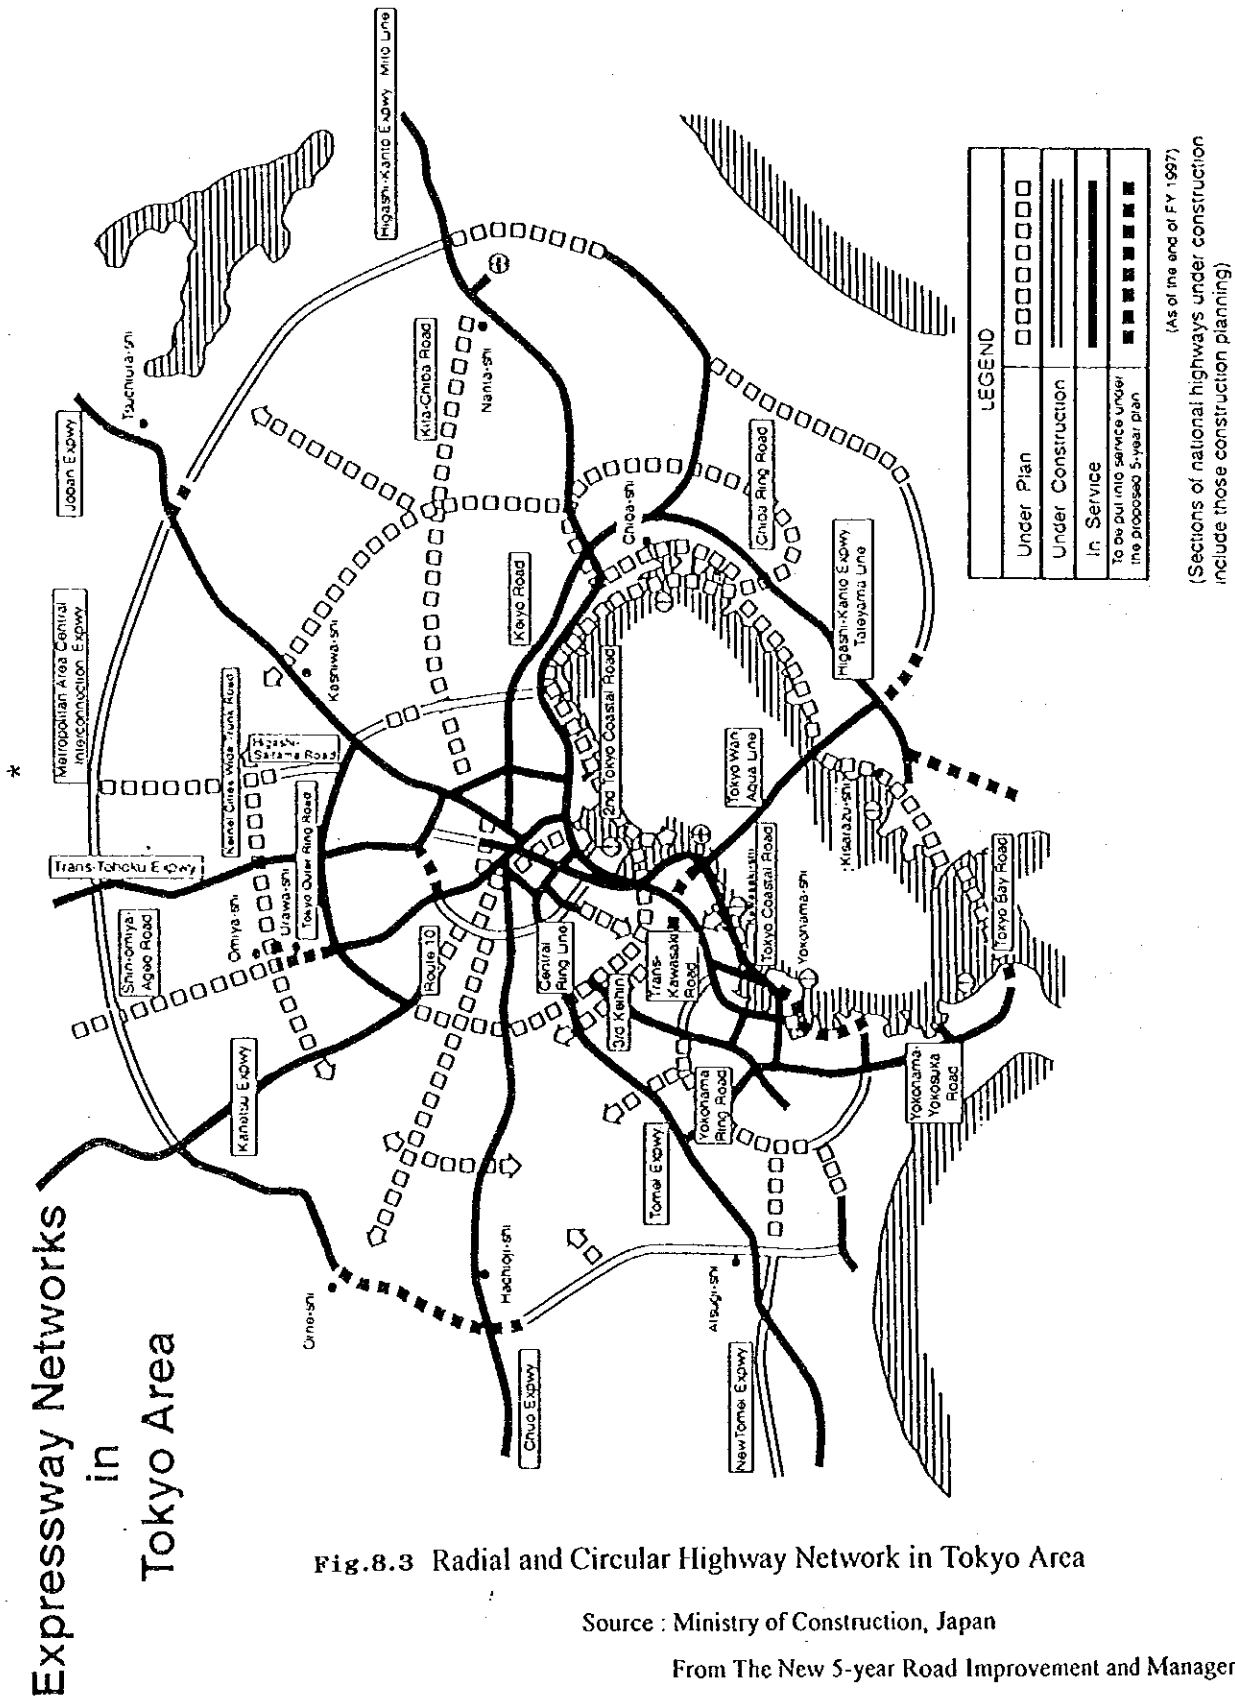 Expressway Networks
in
Tokyo Area
*
Joban Expwy
Tsuchiura-shi
Higashi-Kanto Expwy Mito Line
Metropolitan Area Central
Interconnection Expwy
Kita-Chiba Road
Narita-shi
Trans-Tohoku Expwy
Kashiwa-shi
Higashi-
Saitama Road
Shin-omiya-
Ageo Road
Omiya-shi
Urawa-shi
Tokyo Outer Ring Road
Keiyo Road
Chiba-shi
Chiba Ring Road
Kanetsu Expwy
Route 10
2nd Tokyo Coastal Road
Higashi-Kanto Expwy
Tateyama Line
Central
Ring Line
Tokyo Wan
Aqua Line
3rd Keihin
Trans-
Kawasaki
Road
Tokyo Coastal Road
Kisarazu-shi
Yokohama-shi
Tokyo Bay Road
Ome-shi
Hachioji-shi
Chuo Expwy
Tomei Expwy
Yokohama
Ring Road
Yokohama-
Yokosuka
Road
Atsugi-shi
New Tomei Expwy
LEGEND
Under Plan
Under Construction
In Service
To be put into service under
the proposed 5-year plan
(As of the end of FY 1997)
(Sections of national highways under construction
include those construction planning)
Fig.8.3 Radial and Circular Highway Network in Tokyo Area
Source : Ministry of Construction, Japan
From The New 5-year Road Improvement and Manager